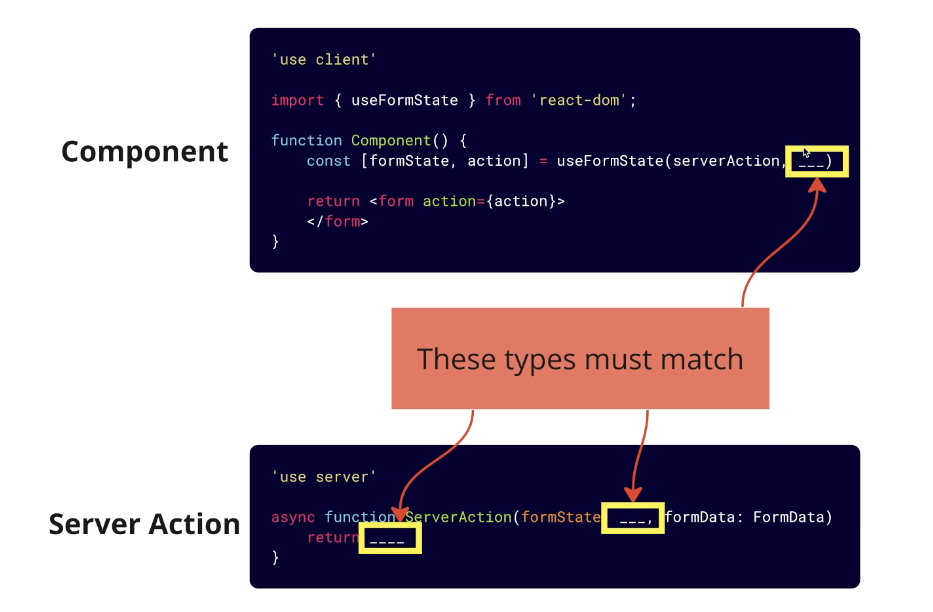 Component
'use client'
import { useFormState } from 'react-dom';
function Component() {
const [formState, action] = useFormState(serverAction, ___)
return <form action={action}>
</form>
}
These types must match
Server Action
'use server'
async function ServerAction(formState ___, formData: FormData)
return ____
}